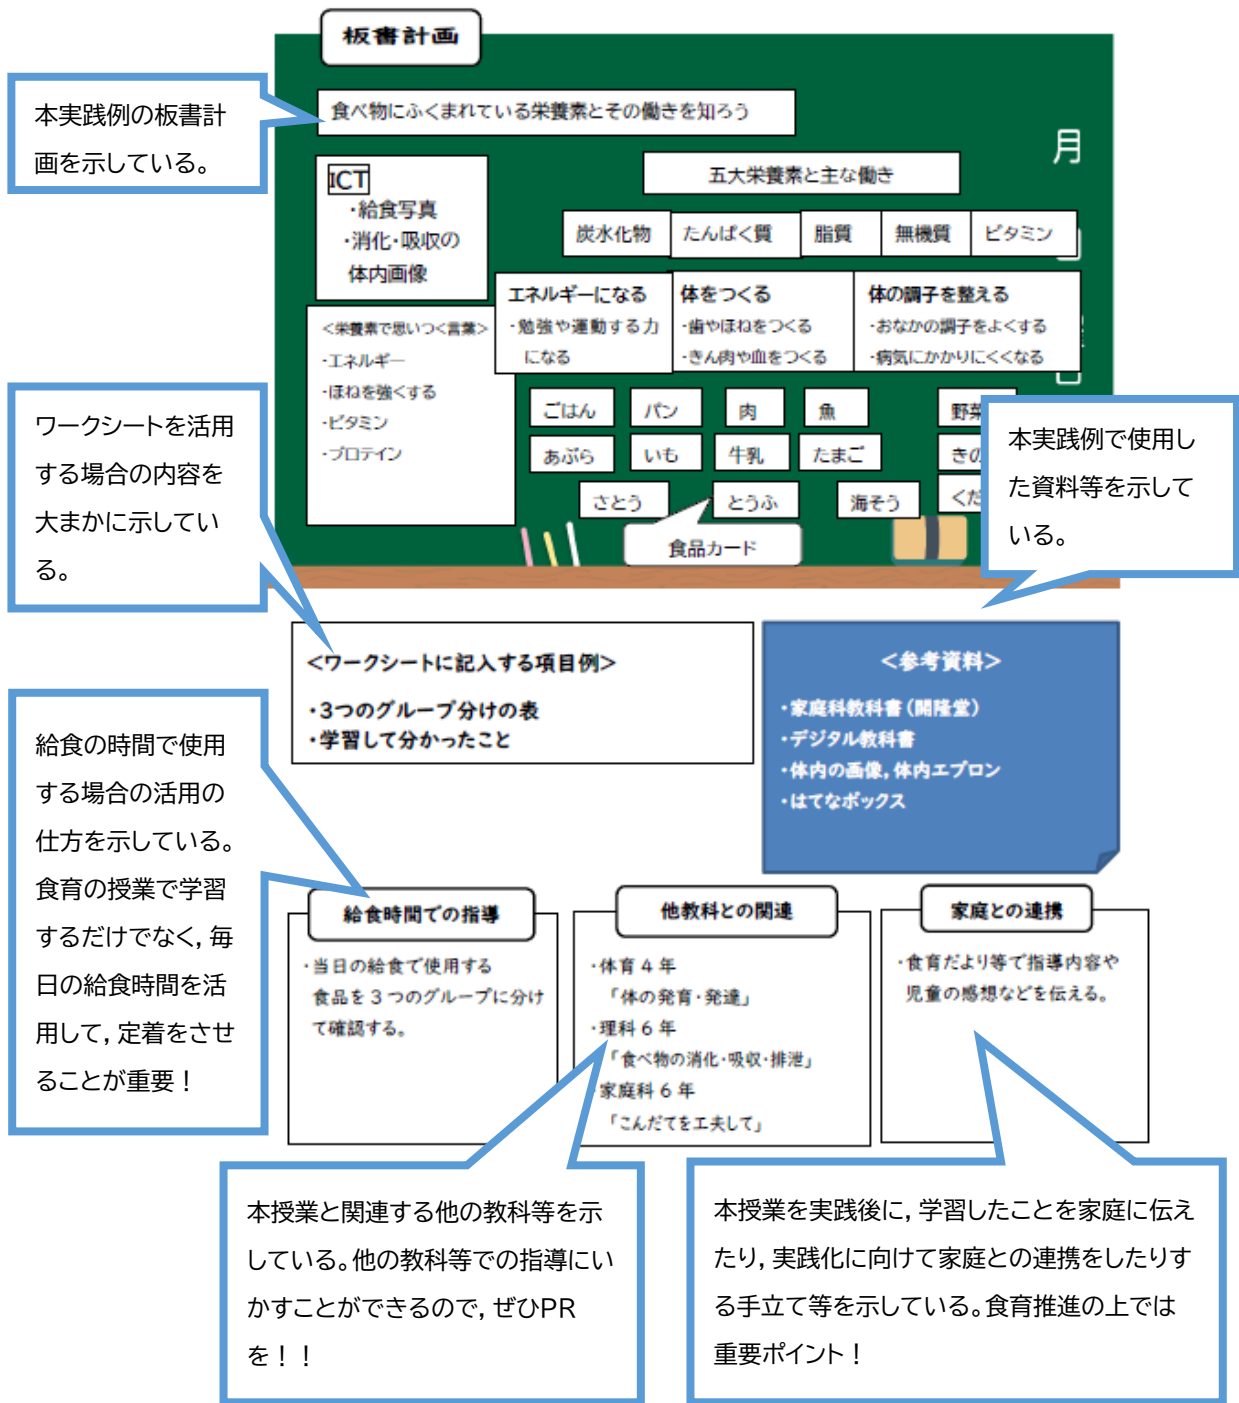 板書計画
本実践例の板書計
画を示している。
食べ物にふくまれている栄養素とその働きを知ろう
月
ICT
・給食写真
・消化・吸収の
体内画像
五大栄養素と主な働き
炭水化物
たんぱく質
脂質
無機質
ビタミン
エネルギーになる
・勉強や運動する力
になる
体をつくる
・歯やほねをつくる
・きん肉や血をつくる
体の調子を整える
・おなかの調子をよくする
・病気にかかりにくくなる
<栄養素で思いつく言葉>
・エネルギー
・ほねを強くする
・ビタミン
・プロテイン
ごはん
パン
肉
魚
野菜
あぶら
いも
牛乳
たまご
きの
さとう
とうふ
海そう
くだ
食品カード
ワークシートを活用
する場合の内容を
大まかに示してい
る。
本実践例で使用し
た資料等を示して
いる。
<ワークシートに記入する項目例>
・3つのグループ分けの表
・学習して分かったこと
<参考資料>
・家庭科教科書(開隆堂)
・デジタル教科書
・体内の画像,体内エプロン
・はてなボックス
給食の時間で使用
する場合の活用の
仕方を示している。
食育の授業で学習
するだけでなく,毎
日の給食時間を活
用して,定着をさせ
ることが重要!
給食時間での指導
・当日の給食で使用する
食品を3つのグループに分け
て確認する。
他教科との関連
・体育4年
「体の発育・発達」
・理科6年
「食べ物の消化・吸収・排泄」
家庭科6年
「こんだてを工夫して」
家庭との連携
・食育だより等で指導内容や
児童の感想などを伝える。
本授業と関連する他の教科等を示
している。他の教科等での指導にい
かすことができるので,ぜひPR
を!!
本授業を実践後に,学習したことを家庭に伝え
たり,実践化に向けて家庭との連携をしたりす
る手立て等を示している。食育推進の上では
重要ポイント!